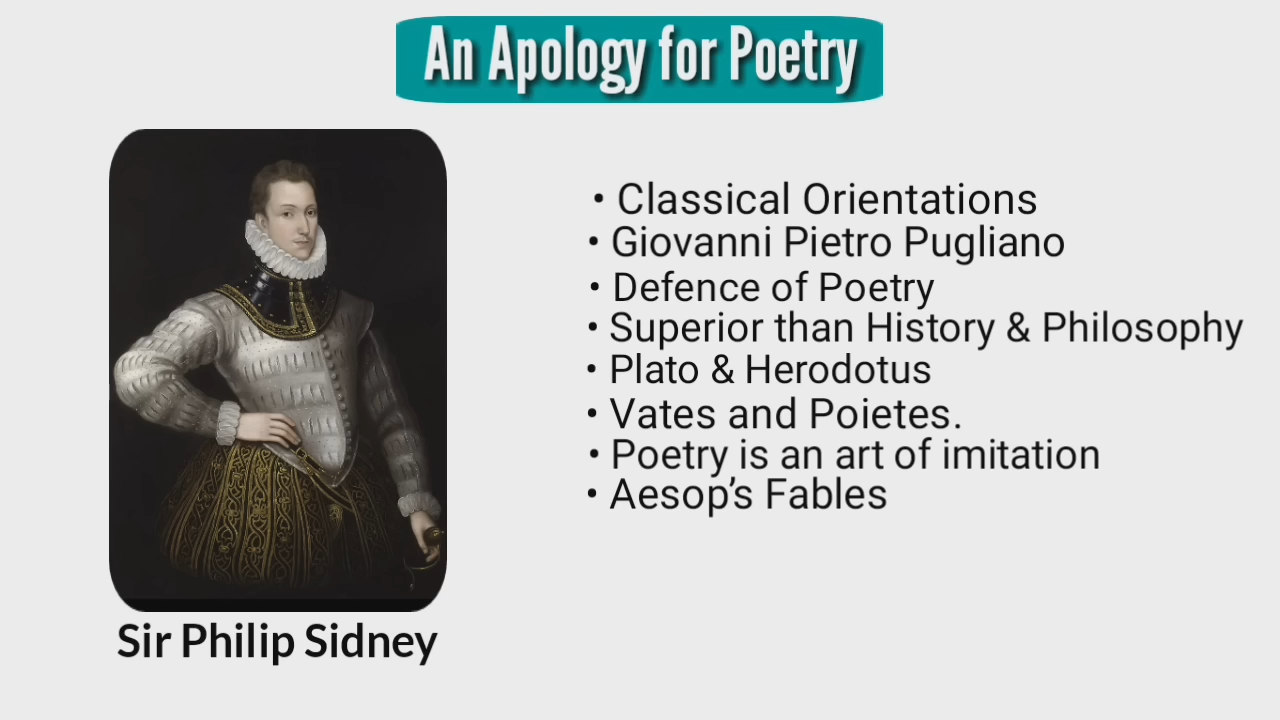 An Apology for Poetry
• Classical Orientations
• Giovanni Pietro Pugliano
• Defence of Poetry
• Superior than History & Philosophy
• Plato & Herodotus
• Vates and Poietes.
• Poetry is an art of imitation
• Aesop’s Fables
Sir Philip Sidney